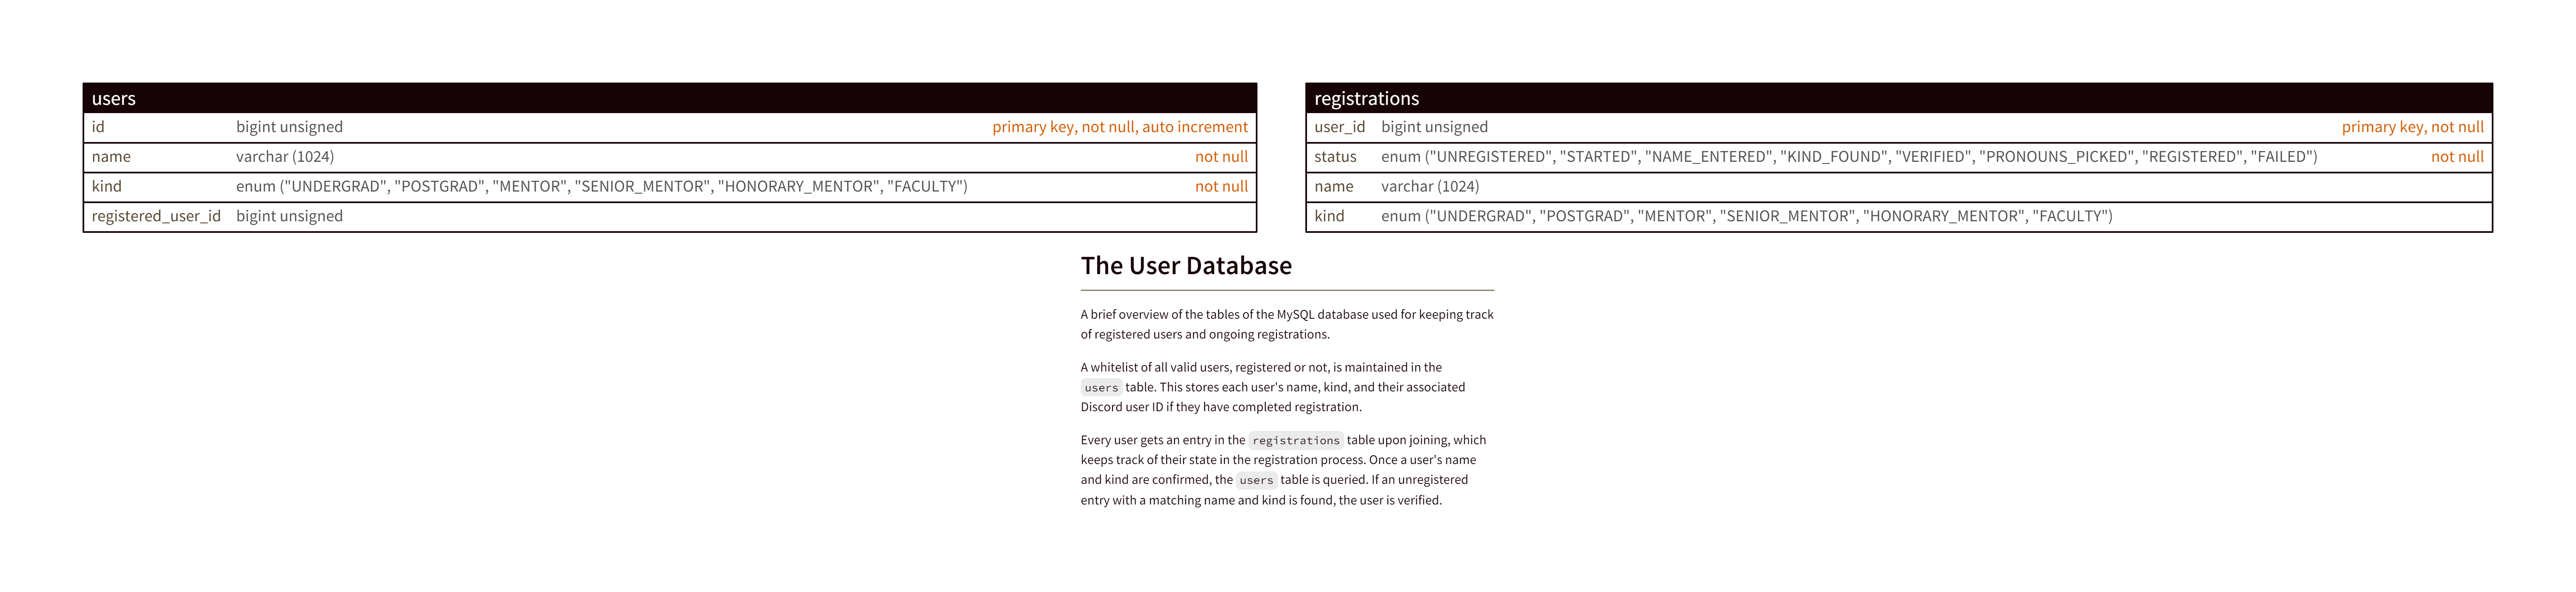 users
id bigint unsigned primary key, not null, auto increment
name varchar (1024) not null
kind enum ("UNDERGRAD", "POSTGRAD", "MENTOR", "SENIOR_MENTOR", "HONORARY_MENTOR", "FACULTY") not null
registered_user_id bigint unsigned
registrations
user_id bigint unsigned primary key, not null
status enum ("UNREGISTERED", "STARTED", "NAME_ENTERED", "KIND_FOUND", "VERIFIED", "PRONOUNS_PICKED", "REGISTERED", "FAILED") not null
name varchar (1024)
kind enum ("UNDERGRAD", "POSTGRAD", "MENTOR", "SENIOR_MENTOR", "HONORARY_MENTOR", "FACULTY")
The User Database
A brief overview of the tables of the MySQL database used for keeping track
of registered users and ongoing registrations.
A whitelist of all valid users, registered or not, is maintained in the
users table. This stores each user's name, kind, and their associated
Discord user ID if they have completed registration.
Every user gets an entry in the registrations table upon joining, which
keeps track of their state in the registration process. Once a user's name
and kind are confirmed, the users table is queried. If an unregistered
entry with a matching name and kind is found, the user is verified.